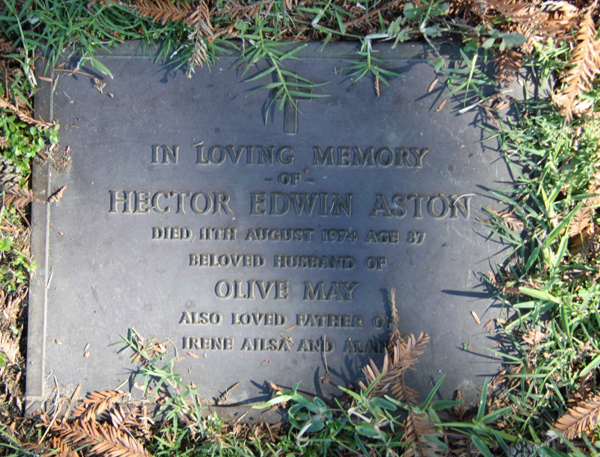 IN LOVING MEMORY
- OF -
HECTOR EDWIN ASTON
DIED 11TH AUGUST 1974 AGE 87
BELOVED HUSBAND OF
OLIVE MAY
ALSO LOVED FATHER OF
IRENE AILSA AND ALAN